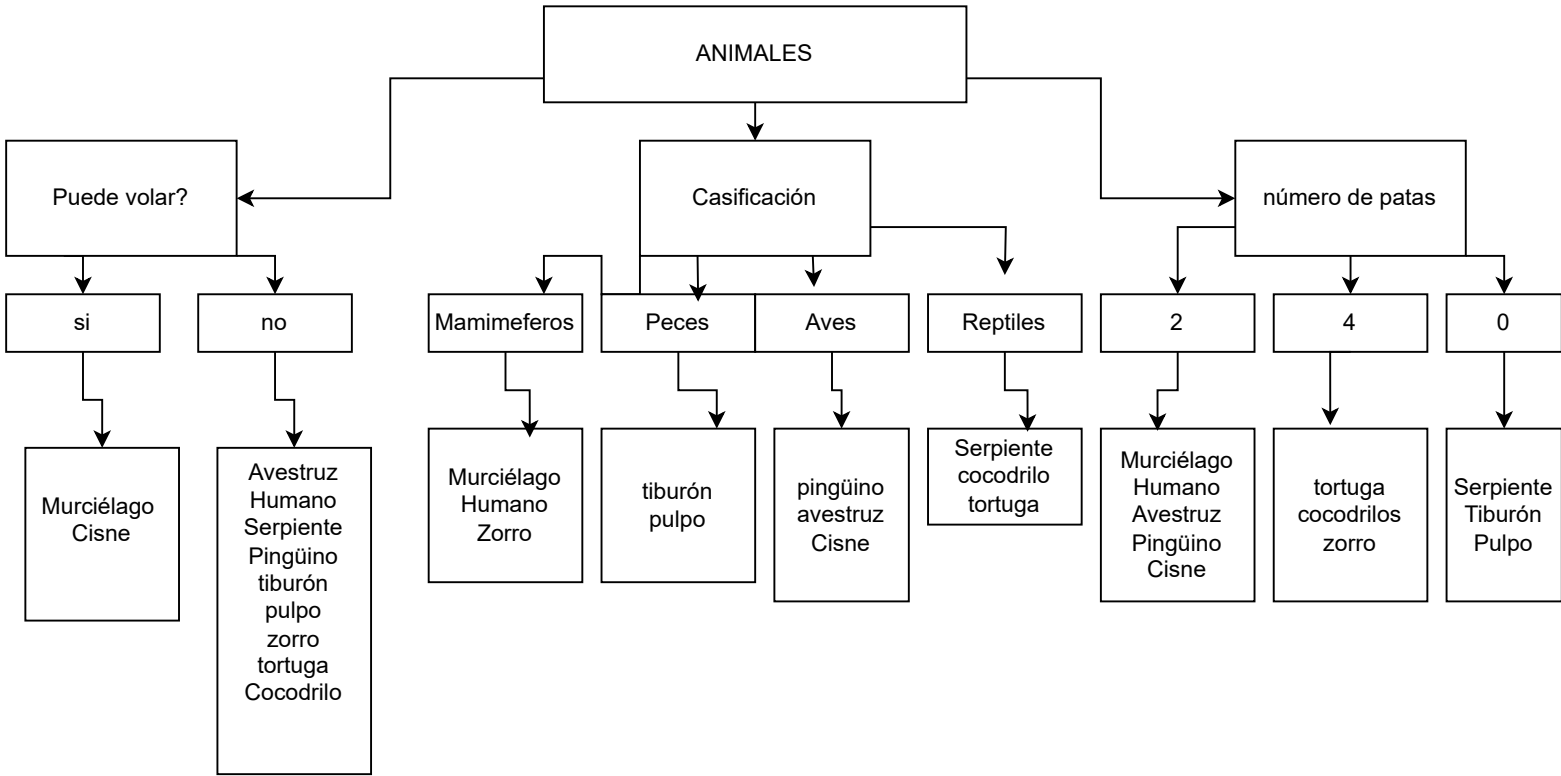 ANIMALES
Puede volar?
Casificación
número de patas
si
no
Mamimeferos
Peces
Aves
Reptiles
2
4
0
Murciélago
Cisne
Avestruz
Humano
Serpiente
Pingüino
tiburón
pulpo
zorro
tortuga
Cocodrilo
Murciélago
Humano
Zorro
tiburón
pulpo
pingüino
avestruz
Cisne
Serpiente
cocodrilo
tortuga
Murciélago
Humano
Avestruz
Pingüino
Cisne
tortuga
cocodrilos
zorro
Serpiente
Tiburón
Pulpo